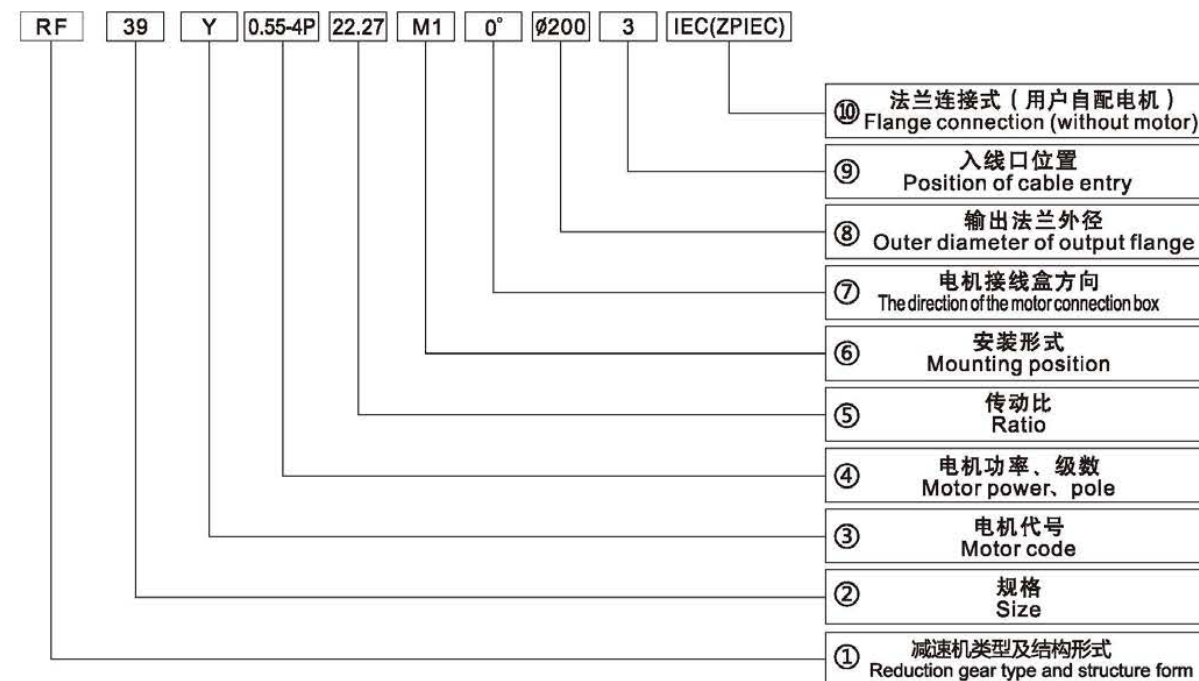 RF 39 Y 0.55-4P 22.27 M1 0° Ø200 3 IEC(ZPIEC)
⑩ 法兰连接式（用户自配电机）
Flange connection (without motor)
⑨ 入线口位置
Position of cable entry
⑧ 输出法兰外径
Outer diameter of output flange
⑦ 电机接线盒方向
The direction of the motor connection box
⑥ 安装形式
Mounting position
⑤ 传动比
Ratio
④ 电机功率、级数
Motor power、pole
③ 电机代号
Motor code
② 规格
Size
① 减速机类型及结构形式
Reduction gear type and structure form